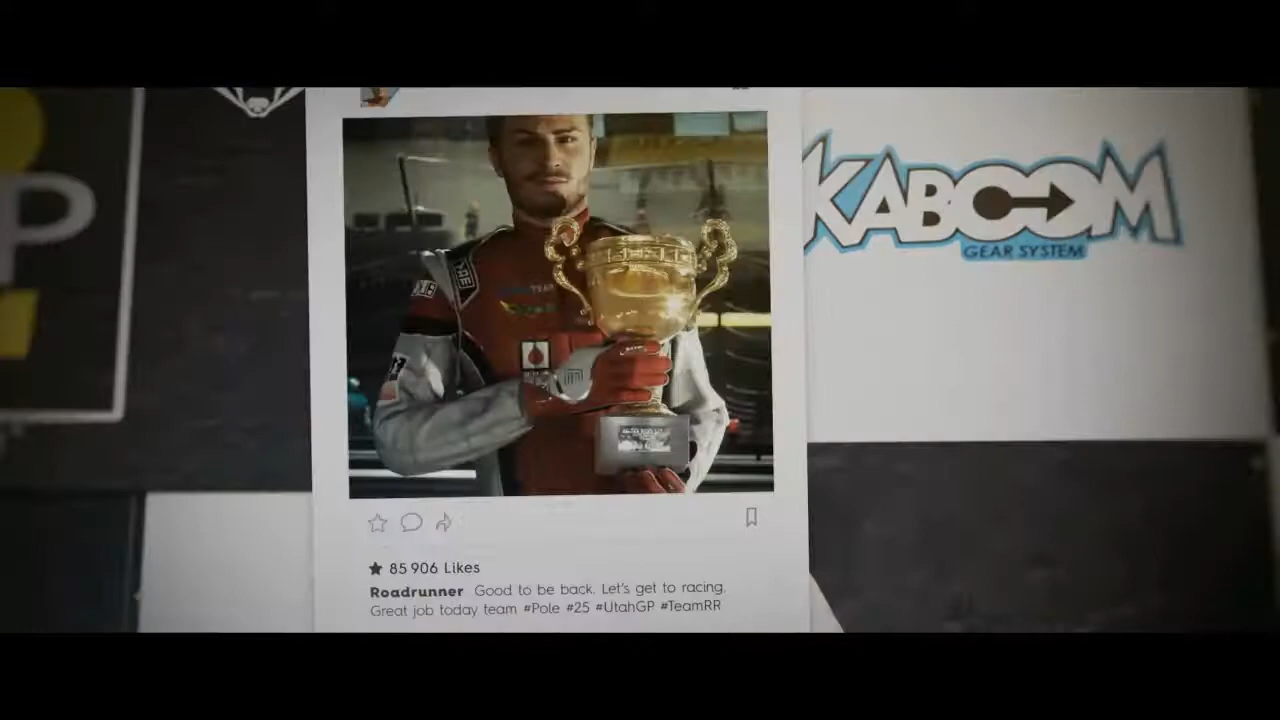 P
KABOOM
GEAR SYSTEM
TEAM
85 906 Likes
Roadrunner Good to be back. Let's get to racing.
Great job today team #Pole #25 #UtahGP #TeamRR